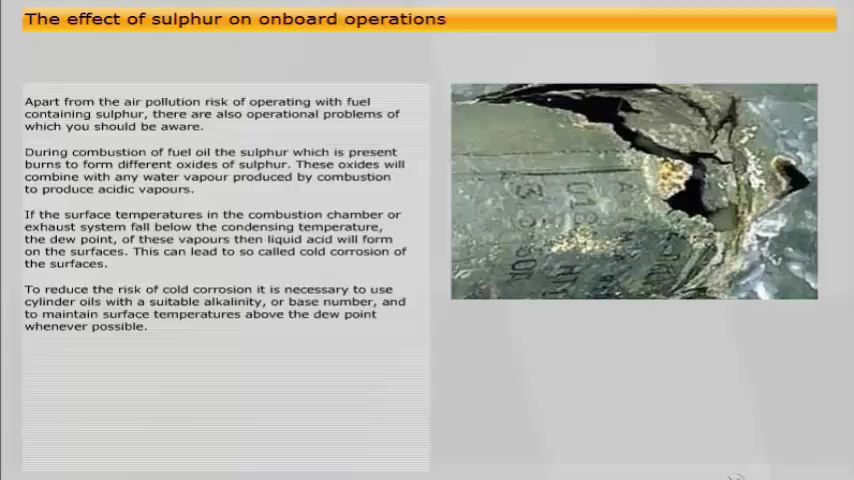 The effect of sulphur on onboard operations
Apart from the air pollution risk of operating with fuel
containing sulphur, there are also operational problems of
which you should be aware.
During combustion of fuel oil the sulphur which is present
burns to form different oxides of sulphur. These oxides will
combine with any water vapour produced by combustion
to produce acidic vapours.
If the surface temperatures in the combustion chamber or
exhaust system fall below the condensing temperature,
the dew point, of these vapours then liquid acid will form
on the surfaces. This can lead to so called cold corrosion of
the surfaces.
To reduce the risk of cold corrosion it is necessary to use
cylinder oils with a suitable alkalinity, or base number, and
to maintain surface temperatures above the dew point
whenever possible.